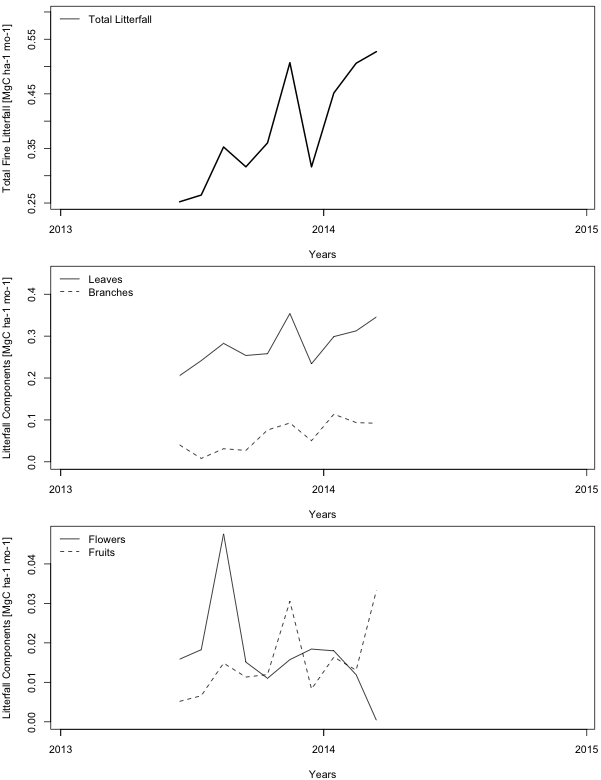 Total Litterfall
Total Fine Litterfall [MgC ha-1 mo-1]
0.55
0.45
0.35
0.25
2013
2014
2015
Years
Leaves
Branches
Litterfall Components [MgC ha-1 mo-1]
0.4
0.3
0.2
0.1
0.0
2013
2014
2015
Years
Flowers
Fruits
Litterfall Components [MgC ha-1 mo-1]
0.04
0.03
0.02
0.01
0.00
2013
2014
2015
Years